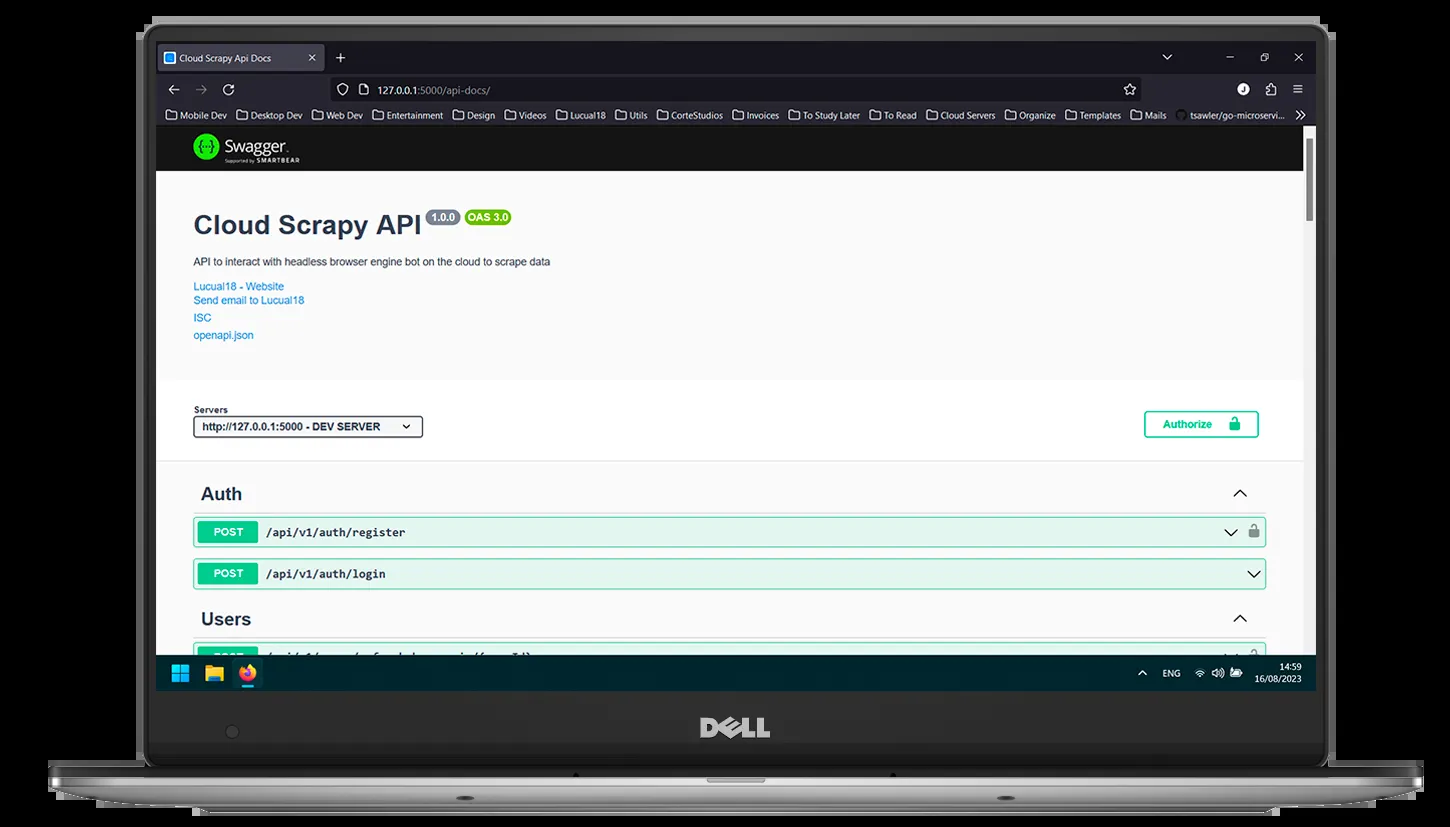 Cloud Scrapy Api Docs
127.0.0.1:5000/api-docs/
J
Mobile Dev Desktop Dev Web Dev Entertainment Design Videos Lucual18 Utils CorteStudios Invoices To Study Later To Read Cloud Servers Organize Templates Mails tsawler/go-microservi...
Swagger.
Supported by SMARTBEAR
Cloud Scrapy API 1.0.0 OAS 3.0
API to interact with headless browser engine bot on the cloud to scrape data
Lucual18 - Website
Send email to Lucual18
ISC
openapi.json
Servers
http://127.0.0.1:5000 - DEV SERVER
Authorize
Auth
POST /api/v1/auth/register
POST /api/v1/auth/login
Users
POST
ENG
14:59
16/08/2023
DELL